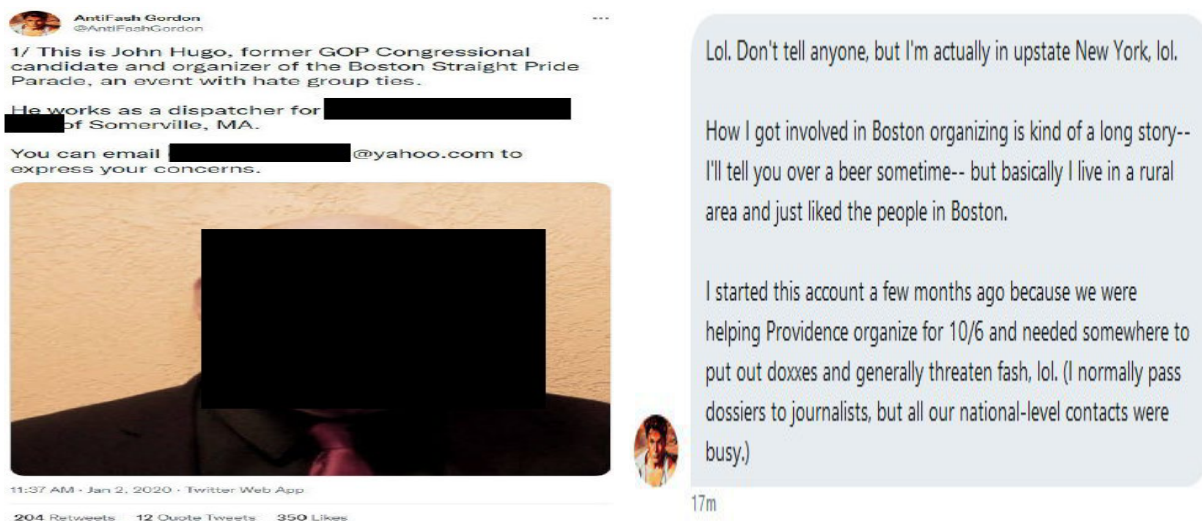 AntiFash Gordon
@AntiFashGordon
1/ This is John Hugo, former GOP Congressional
candidate and organizer of the Boston Straight Pride
Parade, an event with hate group ties.
He works as a dispatcher for
of Somerville, MA.
You can email @yahoo.com to
express your concerns.
11:37 AM · Jan 2, 2020 · Twitter Web App
204 Retweets 12 Quote Tweets 350 Likes
Lol. Don't tell anyone, but I'm actually in upstate New York, lol.
How I got involved in Boston organizing is kind of a long story--
I'll tell you over a beer sometime-- but basically I live in a rural
area and just liked the people in Boston.
I started this account a few months ago because we were
helping Providence organize for 10/6 and needed somewhere to
put out doxxes and generally threaten fash, lol. (I normally pass
dossiers to journalists, but all our national-level contacts were
busy.)
17m